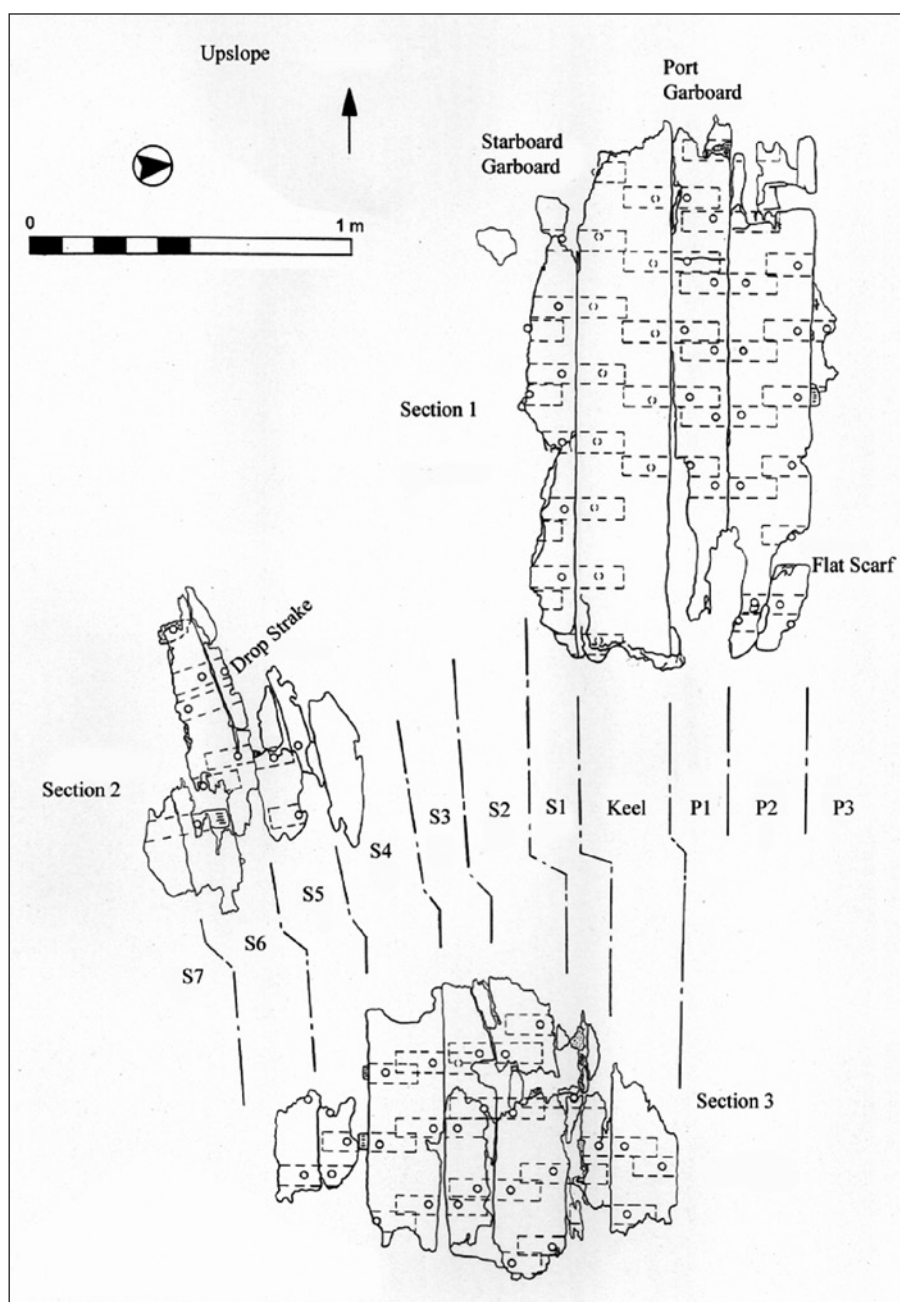 Upslope
Port
Garboard
Starboard
Garboard
0 1 m
Section 1
Flat Scarf
Drop Strake
Section 2
S7 S6 S5 S4 S3 S2 S1 Keel P1 P2 P3
Section 3